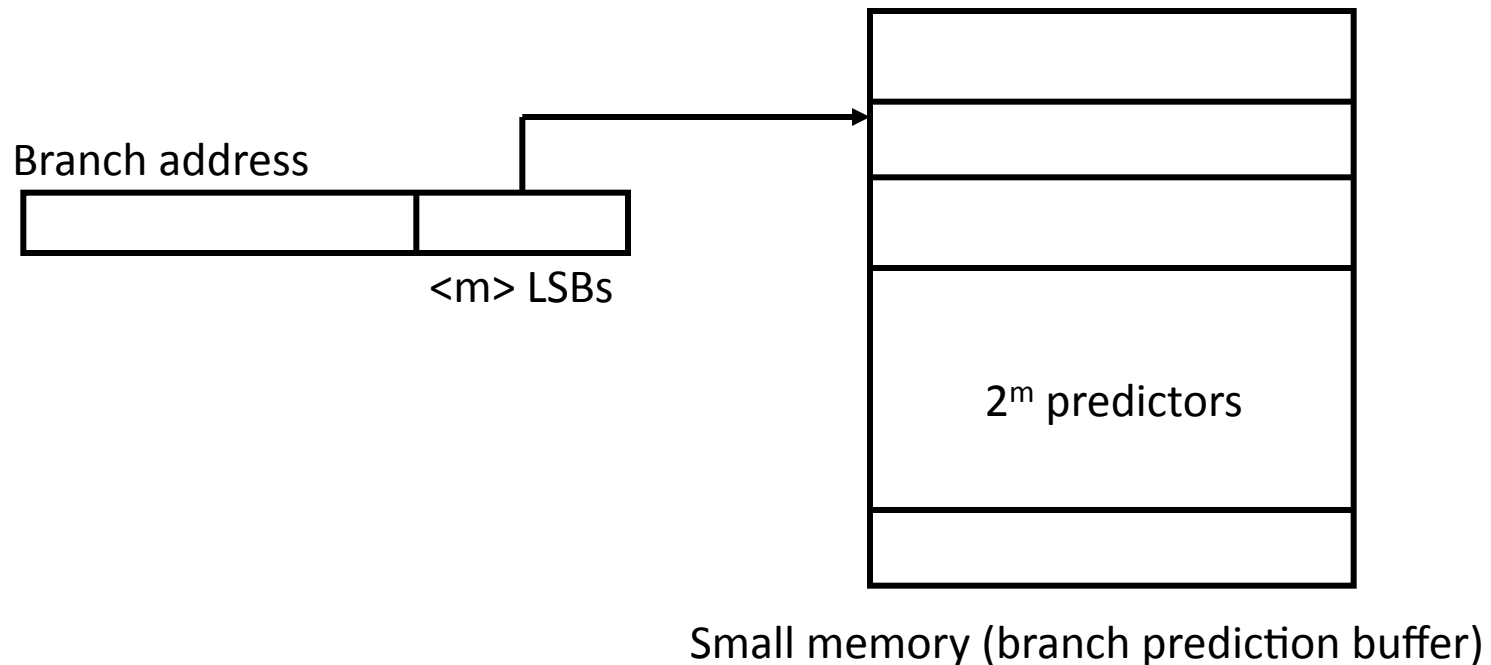 Branch address
<m> LSBs
2ᵐ predictors
Small memory (branch prediction buffer)